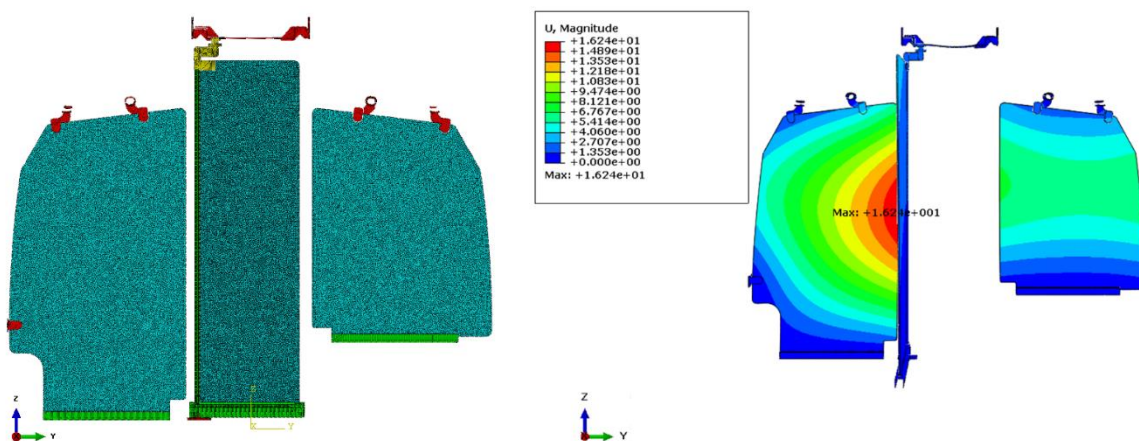 U, Magnitude
+1.624e+01
+1.489e+01
+1.353e+01
+1.218e+01
+1.083e+01
+9.474e+00
+8.121e+00
+6.767e+00
+5.414e+00
+4.060e+00
+2.707e+00
+1.353e+00
+0.000e+00
Max: +1.624e+01
Max: +1.624e+001
Z
X
Y
Z
Y
Z
Y